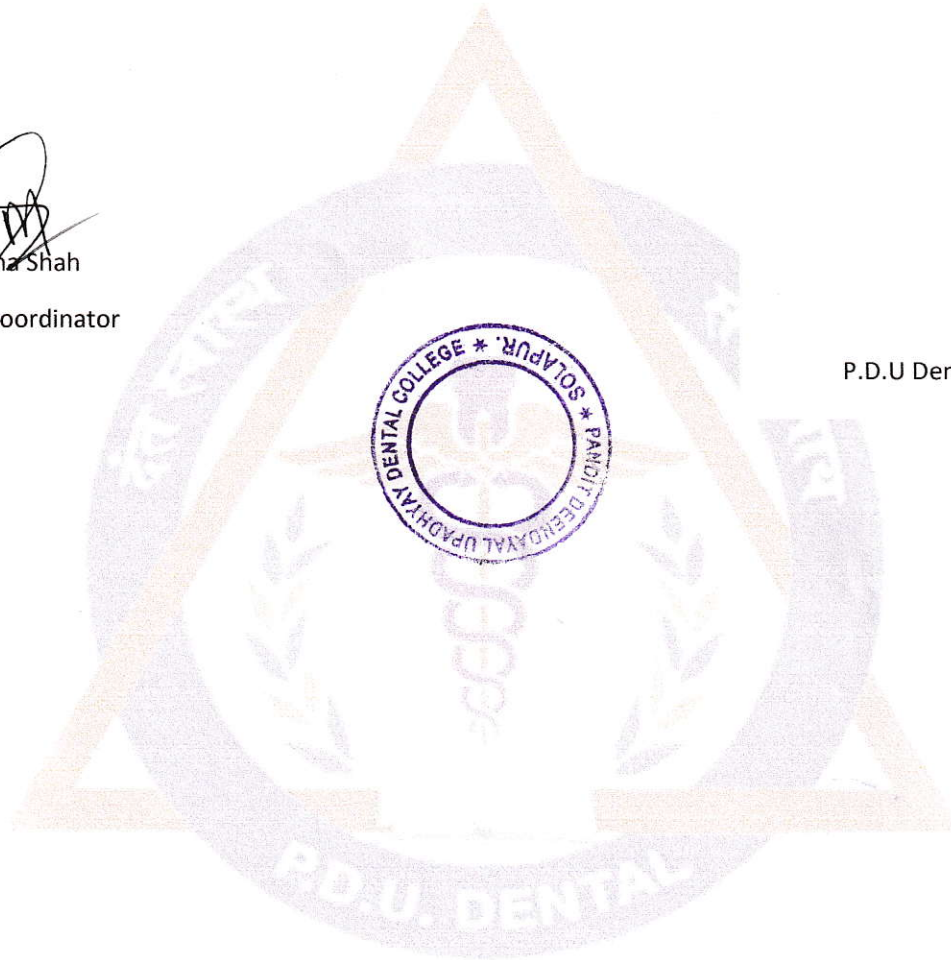 Shah
oordinator
P.D.U Den
PANDIT DEENDAYAL UPADHYAY DENTAL COLLEGE * SOLAPUR. *
P.D.U. DENTAL